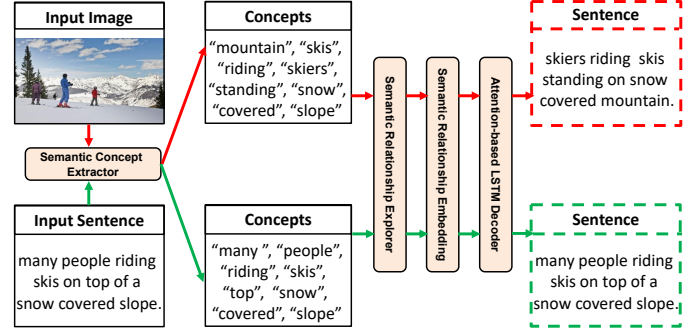 Input Image
Semantic Concept
Extractor
Input Sentence
many people riding
skis on top of a
snow covered slope.
Concepts
“mountain”, “skis”,
“riding”, “skiers”,
“standing”, “snow”,
“covered”, “slope”
Concepts
“many ”, “people”,
“riding”, “skis”,
“top”, “snow”,
“covered”, “slope”
Semantic Relationship Explorer
Semantic Relationship Embedding
Attention-based LSTM Decoder
Sentence
skiers riding skis
standing on snow
covered mountain.
Sentence
many people riding
skis on top of a
snow covered slope.